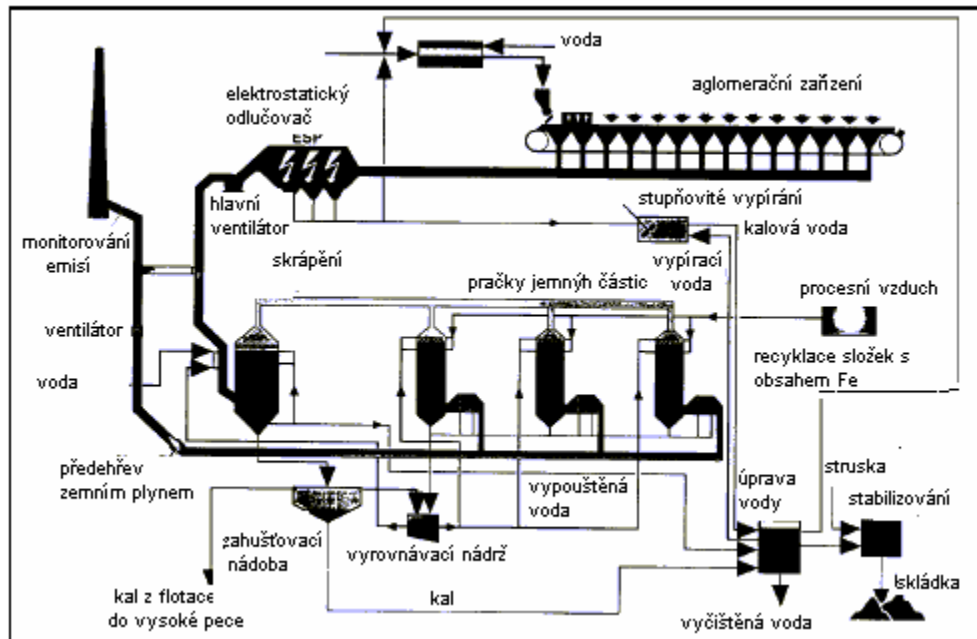 voda
aglomerační zařízení
elektrostatický
odlučovač
ESP
hlavní
ventilátor
stupňovité vypírání
kalová voda
monitorování
emisí
skrápění
vypírací
voda
pračky jemnýh částic
procesní vzduch
ventilátor
recyklace složek s
obsahem Fe
voda
předehřev
zemním plynem
vypouštěná
voda
úprava
vody
struska
stabilizování
zahušťovací
nádoba
vyrovnávací nádrž
skládka
kal z flotace
do vysoké pece
kal
vyčištěná voda